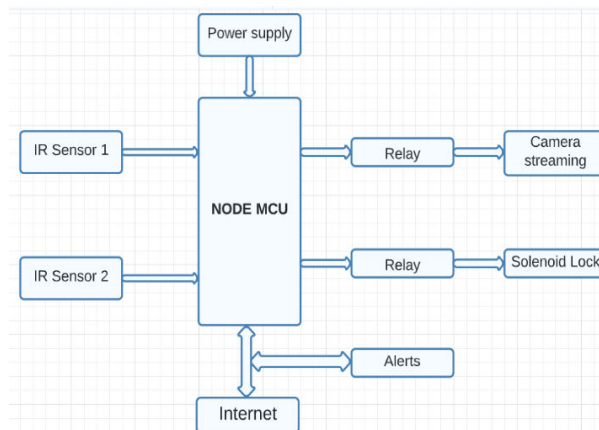 Power supply
IR Sensor 1
Relay
Camera
streaming
NODE MCU
IR Sensor 2
Relay
Solenoid Lock
Alerts
Internet